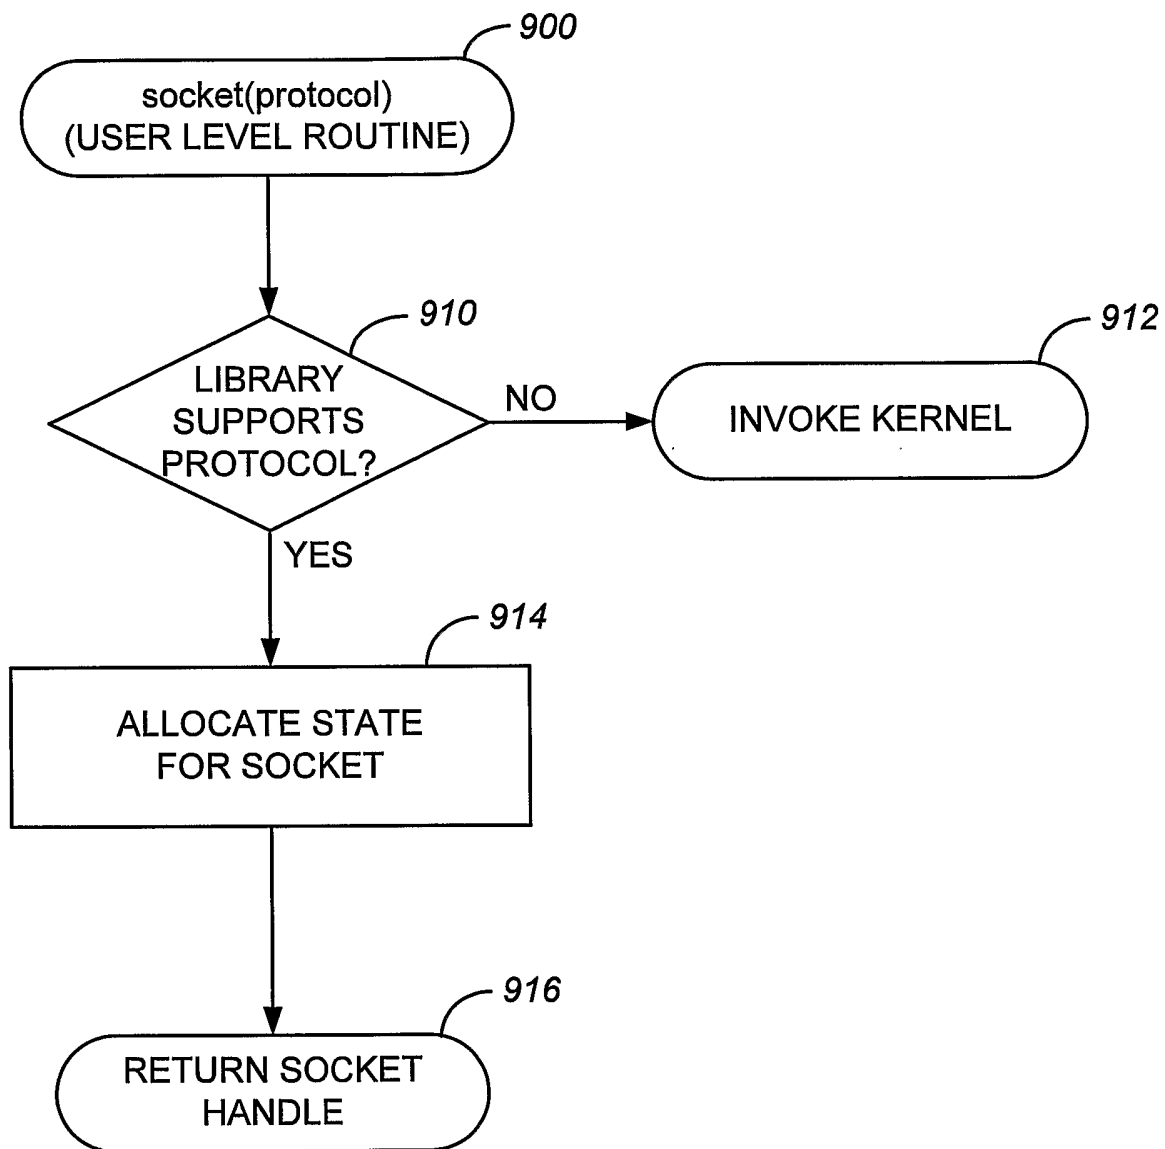 900
socket(protocol)
(USER LEVEL ROUTINE)
910
LIBRARY
SUPPORTS
PROTOCOL?
NO
912
INVOKE KERNEL
YES
914
ALLOCATE STATE
FOR SOCKET
916
RETURN SOCKET
HANDLE